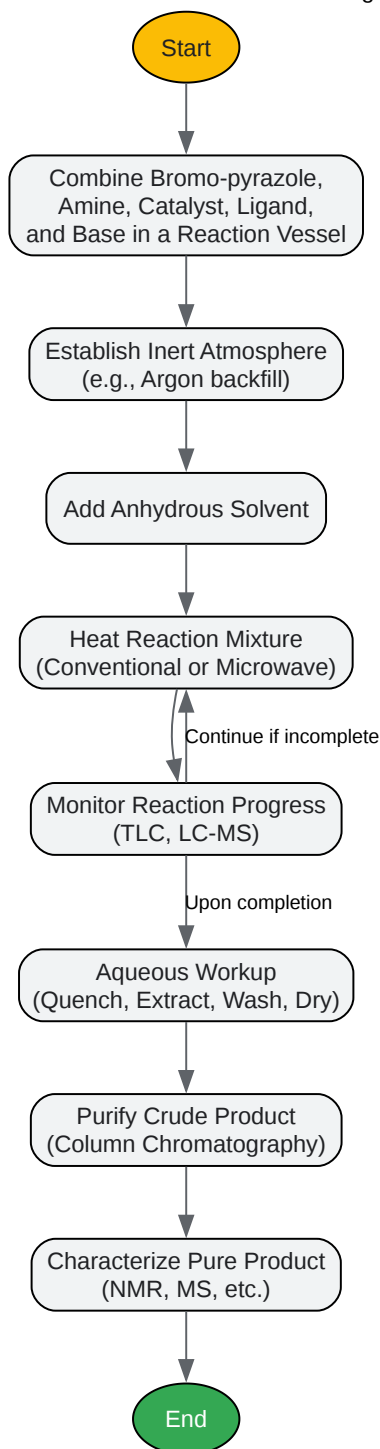 Start
Combine Bromo-pyrazole,
Amine, Catalyst, Ligand,
and Base in a Reaction Vessel
Establish Inert Atmosphere
(e.g., Argon backfill)
Add Anhydrous Solvent
Heat Reaction Mixture
(Conventional or Microwave)
Continue if incomplete
Monitor Reaction Progress
(TLC, LC-MS)
Upon completion
Aqueous Workup
(Quench, Extract, Wash, Dry)
Purify Crude Product
(Column Chromatography)
Characterize Pure Product
(NMR, MS, etc.)
End